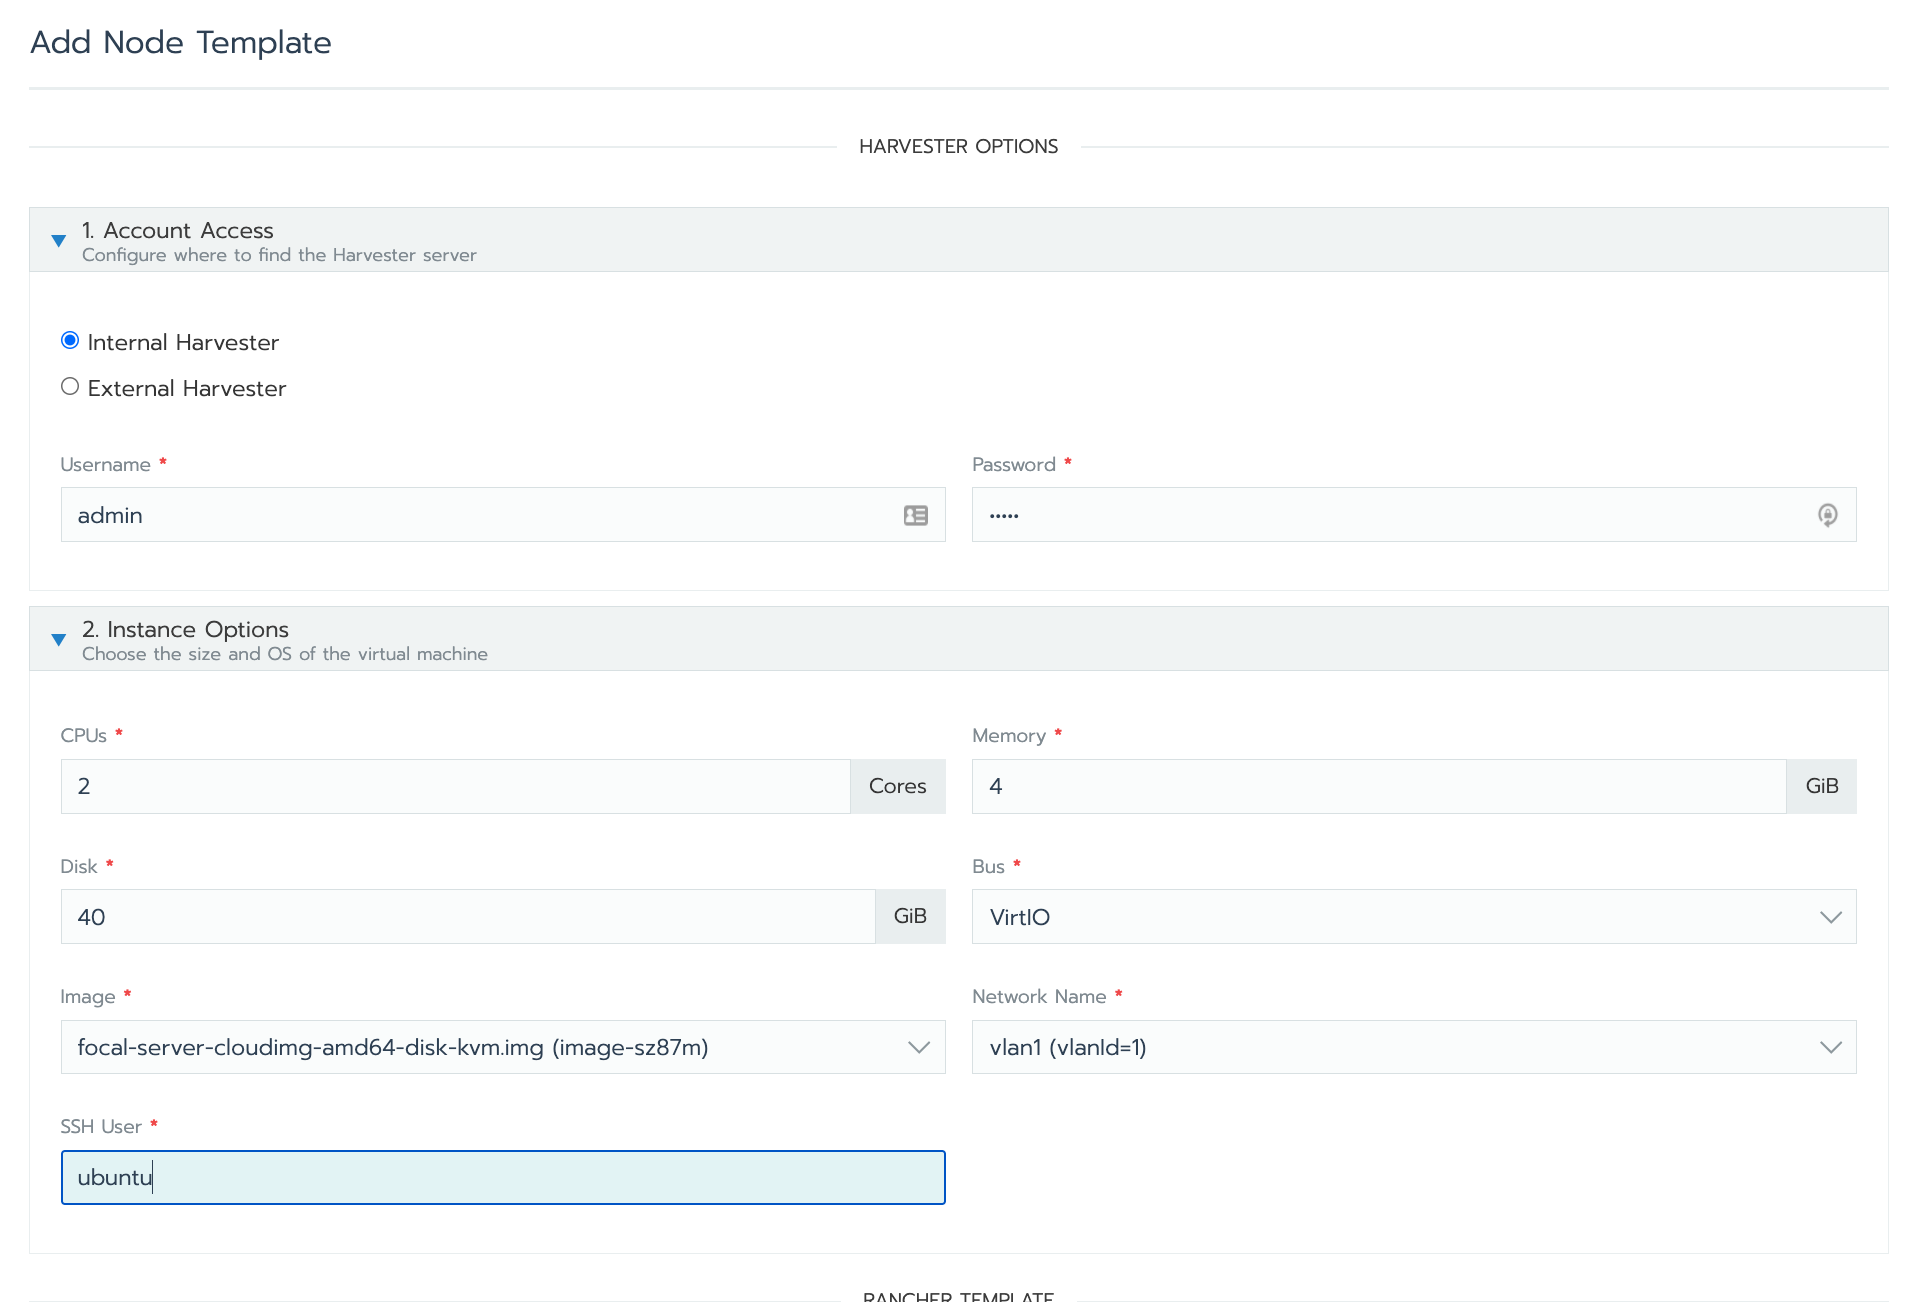 Add Node Template
HARVESTER OPTIONS
1. Account Access
Configure where to find the Harvester server
Internal Harvester
External Harvester
Username *
Password *
admin
•••••
2. Instance Options
Choose the size and OS of the virtual machine
CPUs *
Memory *
2 Cores
4 GiB
Disk *
Bus *
40 GiB
VirtIO
Image *
Network Name *
focal-server-cloudimg-amd64-disk-kvm.img (image-sz87m)
vlan1 (vlanId=1)
SSH User *
ubuntu
RANCHER TEMPLATE